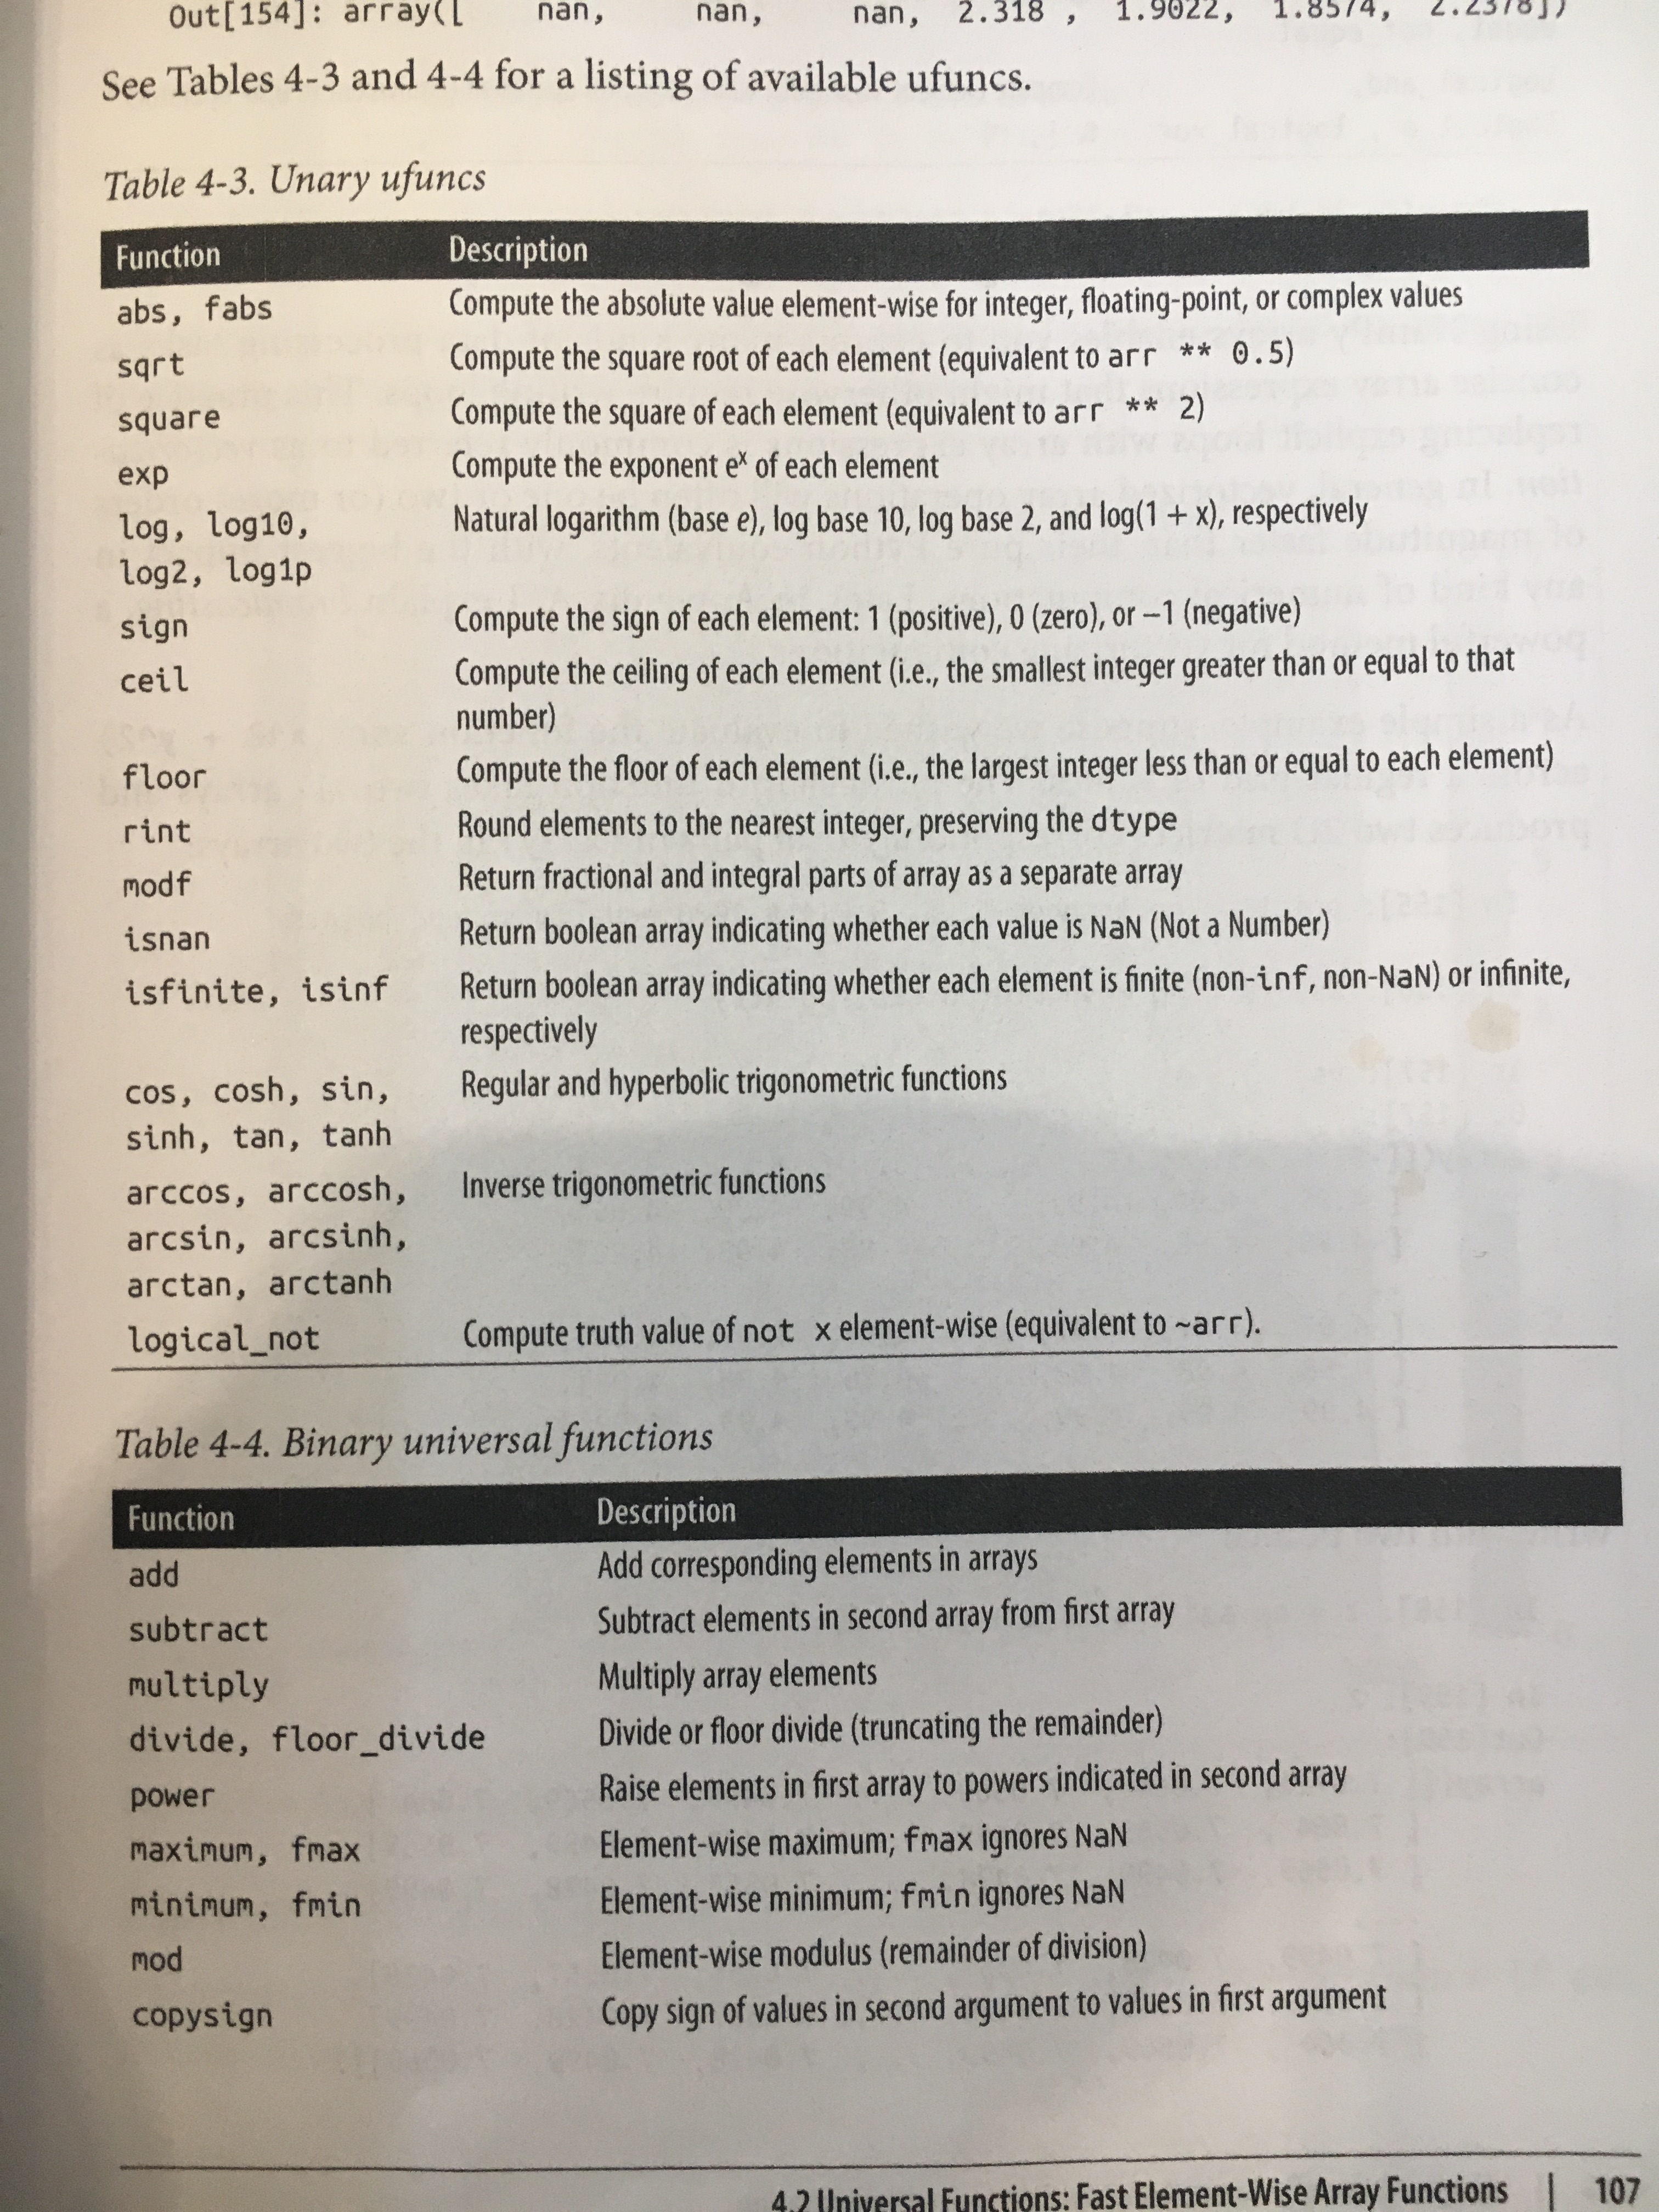 Out[154]: array([ nan, nan, nan, 2.318 , 1.9022, 1.8574, 2.2378])
See Tables 4-3 and 4-4 for a listing of available ufuncs.
Table 4-3. Unary ufuncs
Function Description
abs, fabs Compute the absolute value element-wise for integer, floating-point, or complex values
sqrt Compute the square root of each element (equivalent to arr ** 0.5)
square Compute the square of each element (equivalent to arr ** 2)
exp Compute the exponent eˣ of each element
log, log10, Natural logarithm (base e), log base 10, log base 2, and log(1 + x), respectively
log2, log1p
sign Compute the sign of each element: 1 (positive), 0 (zero), or –1 (negative)
ceil Compute the ceiling of each element (i.e., the smallest integer greater than or equal to that
number)
floor Compute the floor of each element (i.e., the largest integer less than or equal to each element)
rint Round elements to the nearest integer, preserving the dtype
modf Return fractional and integral parts of array as a separate array
isnan Return boolean array indicating whether each value is NaN (Not a Number)
isfinite, isinf Return boolean array indicating whether each element is finite (non-inf, non-NaN) or infinite,
respectively
cos, cosh, sin, Regular and hyperbolic trigonometric functions
sinh, tan, tanh
arccos, arccosh, Inverse trigonometric functions
arcsin, arcsinh,
arctan, arctanh
logical_not Compute truth value of not x element-wise (equivalent to ~arr).
Table 4-4. Binary universal functions
Function Description
add Add corresponding elements in arrays
subtract Subtract elements in second array from first array
multiply Multiply array elements
divide, floor_divide Divide or floor divide (truncating the remainder)
power Raise elements in first array to powers indicated in second array
maximum, fmax Element-wise maximum; fmax ignores NaN
minimum, fmin Element-wise minimum; fmin ignores NaN
mod Element-wise modulus (remainder of division)
copysign Copy sign of values in second argument to values in first argument
4.2 Universal Functions: Fast Element-Wise Array Functions | 107